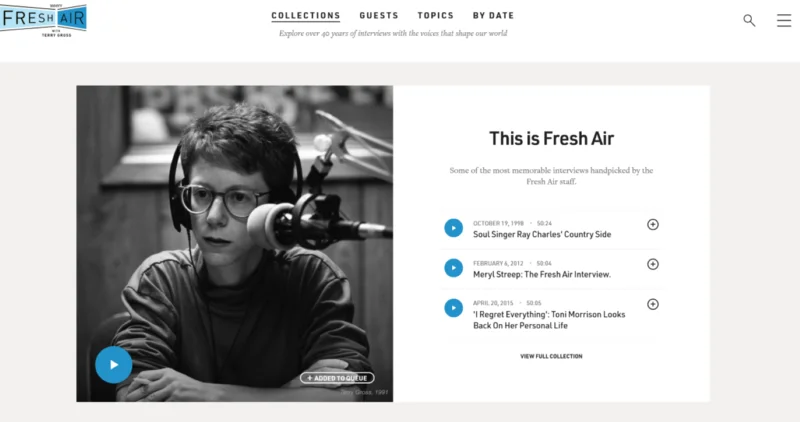 WHYY'S
FRESH AIR
WITH
TERRY GROSS
COLLECTIONS GUESTS TOPICS BY DATE
Explore over 40 years of interviews with the voices that shape our world
This is Fresh Air
Some of the most memorable interviews handpicked by the
Fresh Air staff.
OCTOBER 19, 1998 • 50:24
Soul Singer Ray Charles' Country Side
FEBRUARY 6, 2012 • 50:04
Meryl Streep: The Fresh Air Interview.
APRIL 20, 2015 • 50:05
'I Regret Everything': Toni Morrison Looks
Back On Her Personal Life
VIEW FULL COLLECTION
+ ADDED TO QUEUE
Terry Gross, 1991